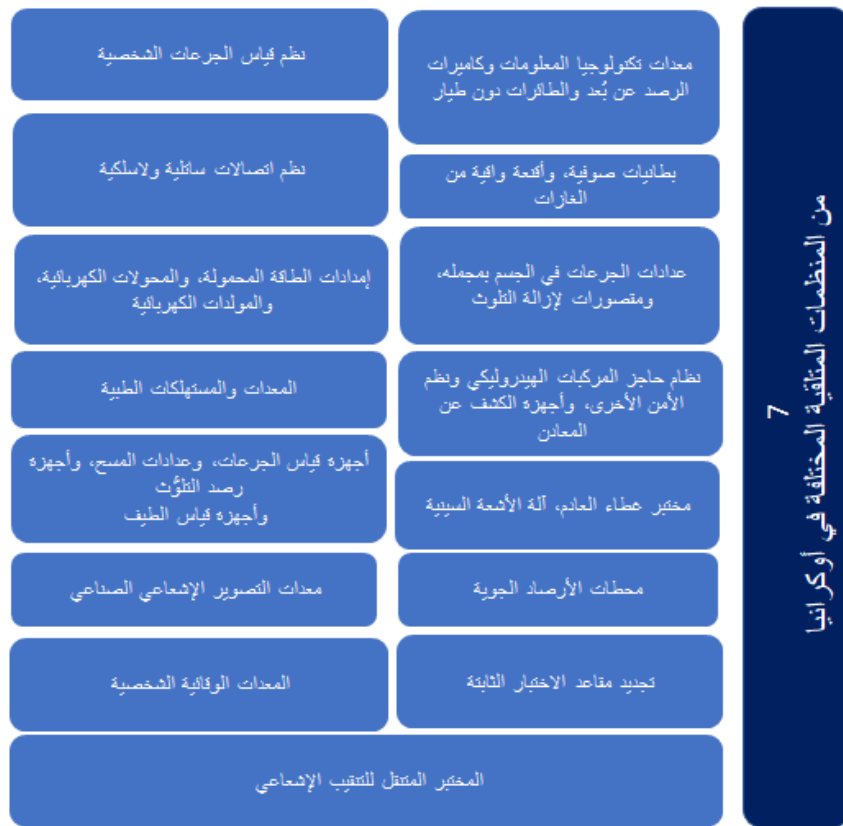 7
من المنظمات المتلقية المختلفة في أوكرانيا
معدات تكنولوجيا المعلومات وكاميرات
الرصد عن بُعد والطائرات دون طيار
نظم قياس الجرعات الشخصية
بطانيات صوفية، وأقنعة واقية من
الغازات
نظم اتصالات ساتلية ولاسلكية
عدادات الجرعات في الجسم بمجمله،
ومقصورات لإزالة التلوث
إمدادات الطاقة المحمولة، والمحولات الكهربائية،
والمولدات الكهربائية
نظام حاجز المركبات الهيدروليكي ونظم
الأمن الأخرى، وأجهزة الكشف عن
المعادن
المعدات والمستهلكات الطبية
مختبر غطاء العادم، آلة الأشعة السينية
أجهزة قياس الجرعات، وعدادات المسح، وأجهزة
رصد التلوُّث
وأجهزة قياس الطيف
محطات الأرصاد الجوية
معدات التصوير الإشعاعي الصناعي
تجديد مقاعد الاختبار الثابتة
المعدات الوقائية الشخصية
المختبر المتنقل للتنقيب الإشعاعي